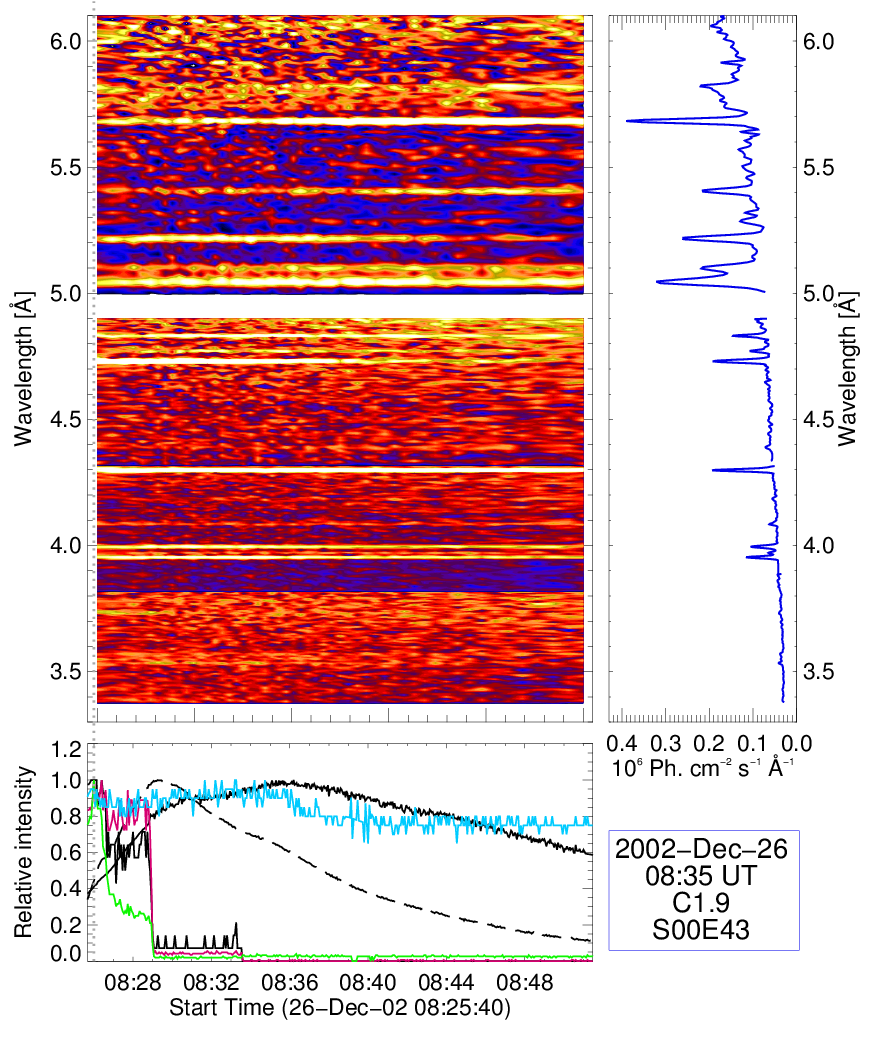 6.0
5.5
5.0
4.5
4.0
3.5
Wavelength [Å]
6.0
5.5
5.0
4.5
4.0
3.5
Wavelength [Å]
0.4 0.3 0.2 0.1 0.0
10⁶ Ph. cm⁻² s⁻¹ Å⁻¹
1.2
1.0
0.8
0.6
0.4
0.2
0.0
Relative intensity
08:28 08:32 08:36 08:40 08:44 08:48
Start Time (26−Dec−02 08:25:40)
2002−Dec−26
08:35 UT
C1.9
S00E43